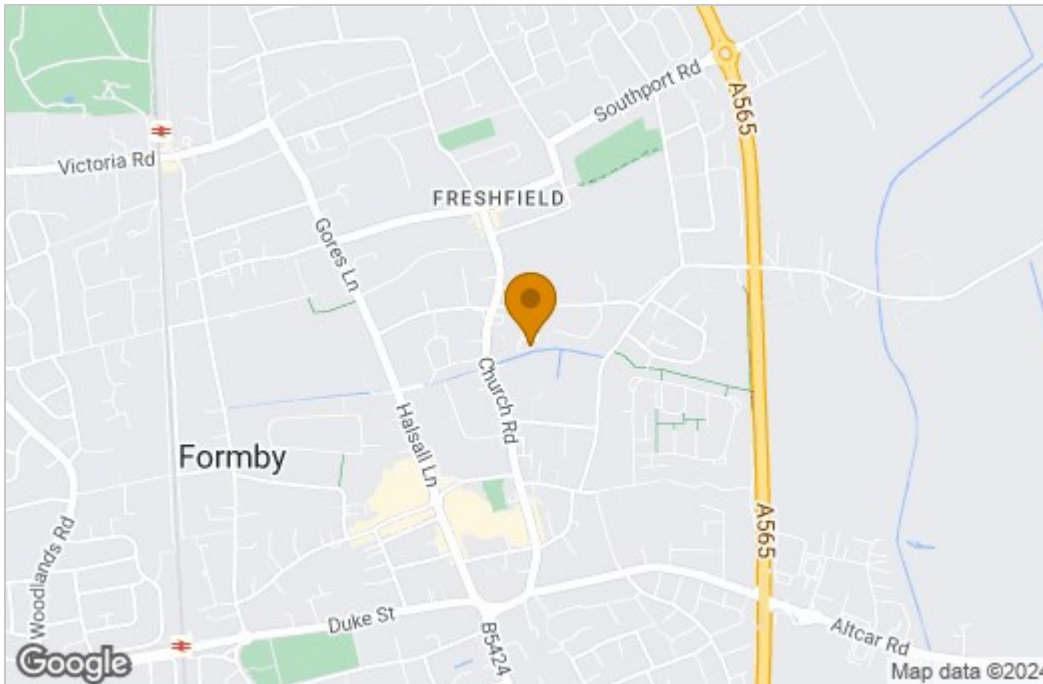 Southport Rd
A565
Victoria Rd
FRESHFIELD
Gores Ln
Church Rd
Halsall Ln
Formby
Woodlands Rd
A565
Duke St
B5424
Altcar Rd
Google
Map data ©2024